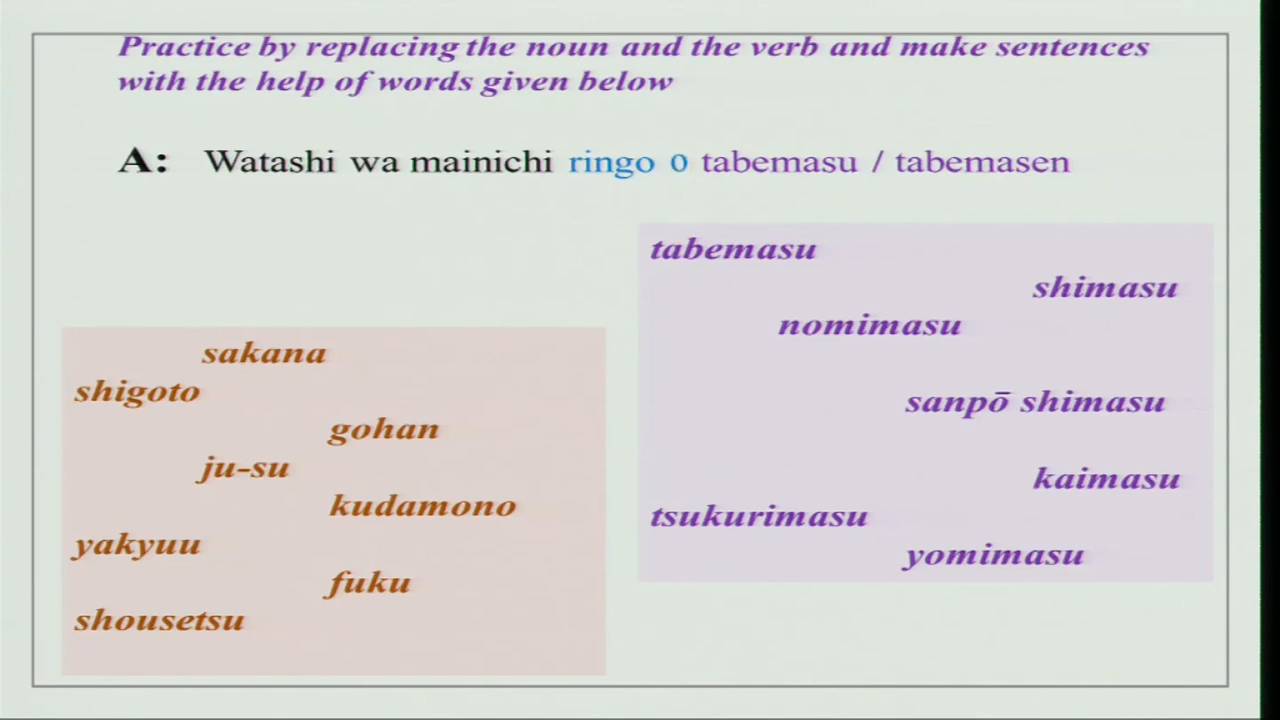 Practice by replacing the noun and the verb and make sentences
with the help of words given below
A: Watashi wa mainichi ringo o tabemasu / tabemasen
tabemasu
shimasu
nomimasu
sanpō shimasu
kaimasu
tsukurimasu
yomimasu
sakana
shigoto
gohan
ju-su
kudamono
yakyuu
fuku
shousetsu